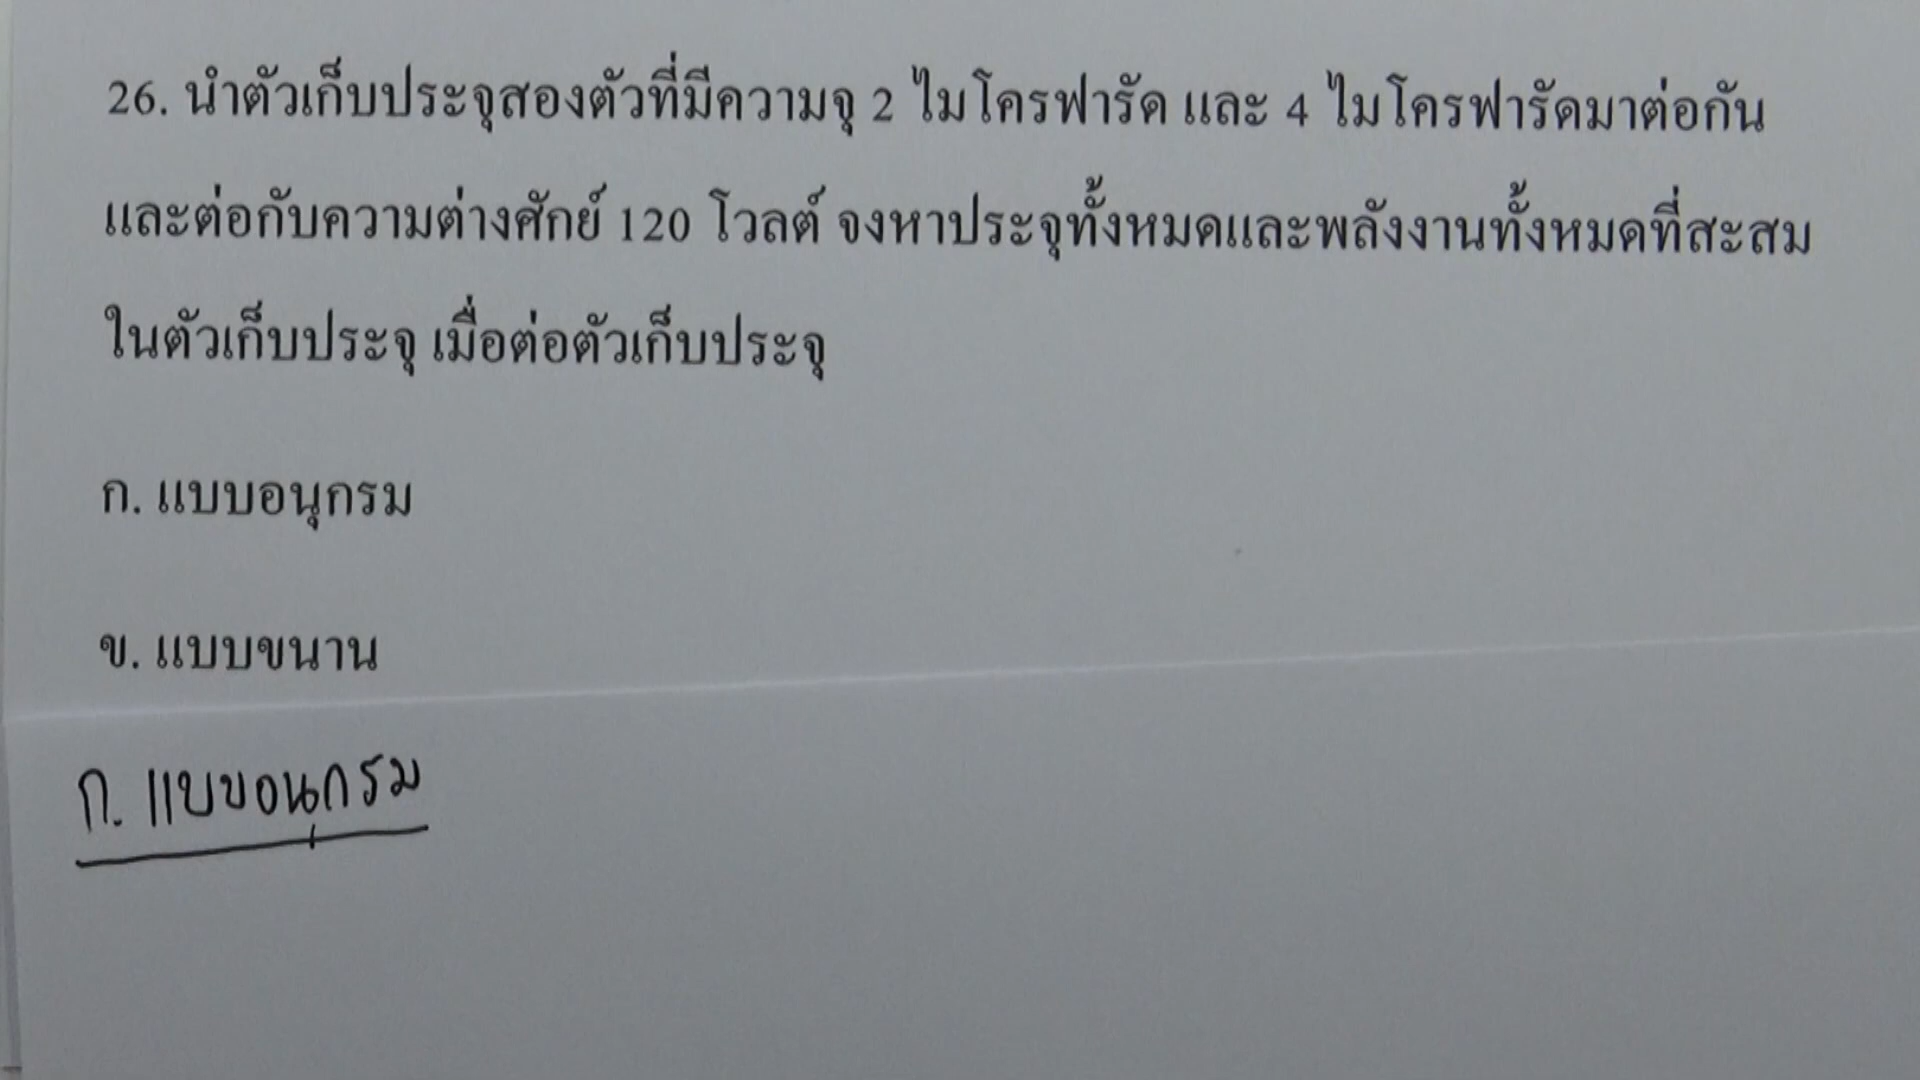 26. นำตัวเก็บประจุสองตัวที่มีความจุ 2 ไมโครฟารัด และ 4 ไมโครฟารัดมาต่อกัน
และต่อกับความต่างศักย์ 120 โวลต์ จงหาประจุทั้งหมดและพลังงานทั้งหมดที่สะสม
ในตัวเก็บประจุ เมื่อต่อตัวเก็บประจุ
ก. แบบอนุกรม
ข. แบบขนาน
ก. แบบอนุกรม